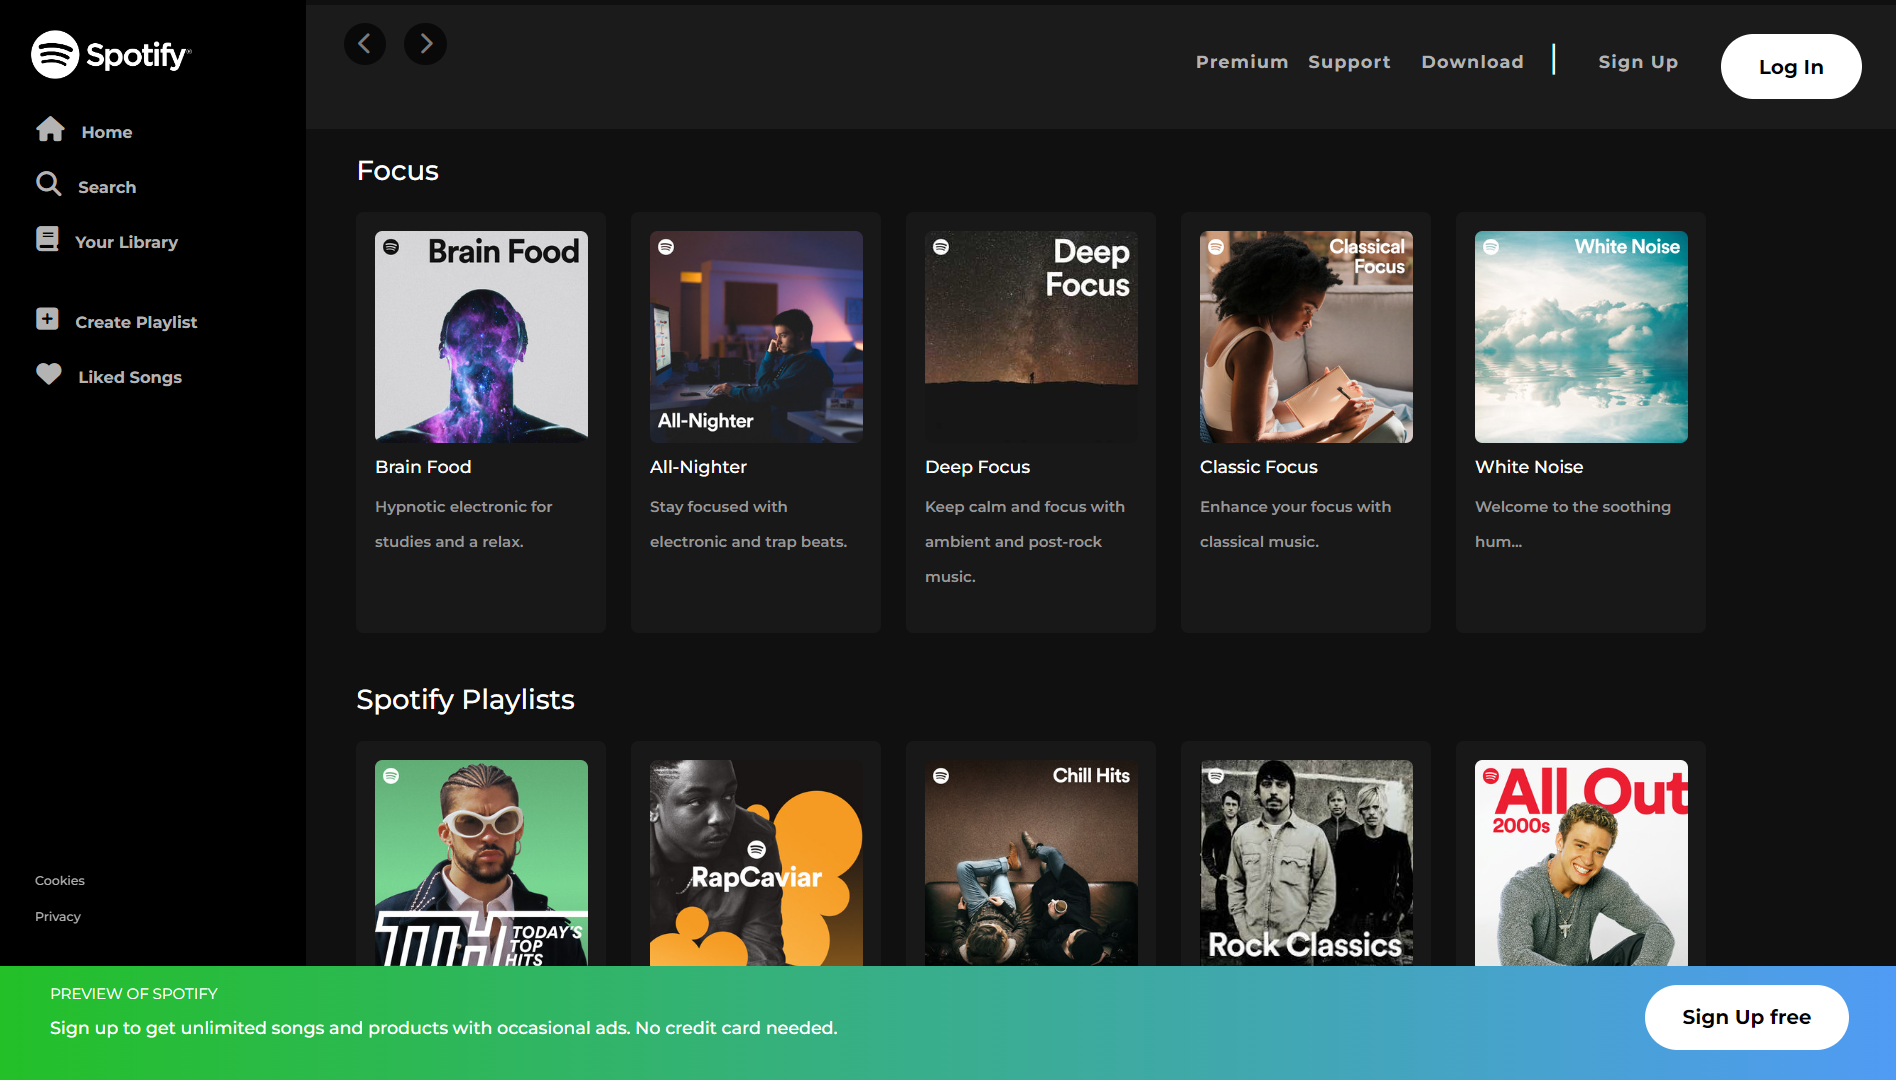 Spotify
Home
Search
Your Library
Create Playlist
Liked Songs
Cookies
Privacy
Premium
Support
Download
Sign Up
Log In
Focus
Brain Food
Brain Food
Hypnotic electronic for
studies and a relax.
All-Nighter
All-Nighter
Stay focused with
electronic and trap beats.
Deep
Focus
Deep Focus
Keep calm and focus with
ambient and post-rock
music.
Classical
Focus
Classic Focus
Enhance your focus with
classical music.
White Noise
White Noise
Welcome to the soothing
hum...
Spotify Playlists
TTH
TODAY'S
TOP
HITS
RapCaviar
Chill Hits
Rock Classics
All Out
2000s
PREVIEW OF SPOTIFY
Sign up to get unlimited songs and products with occasional ads. No credit card needed.
Sign Up free